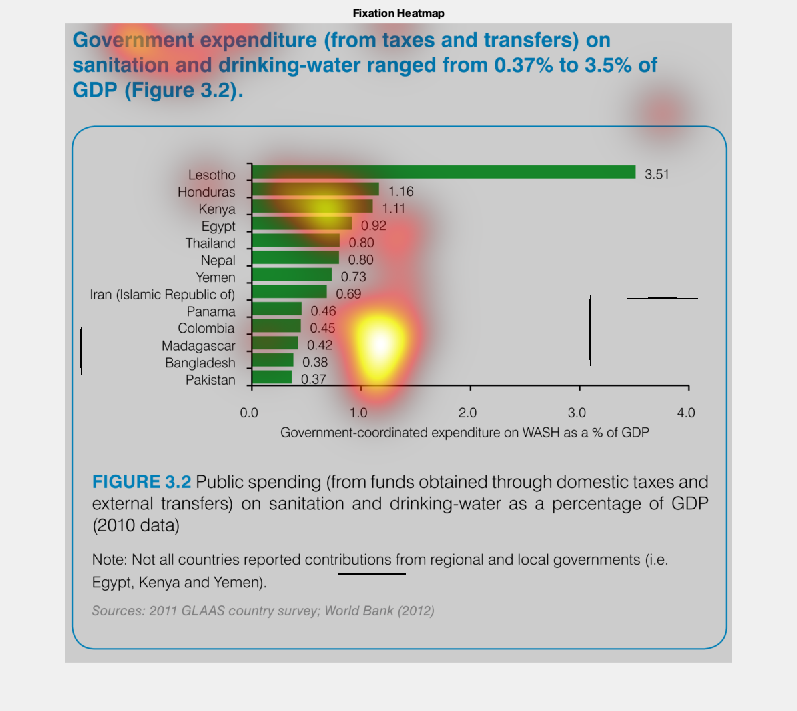 Fixation Heatmap
Government expenditure (from taxes and transfers) on
sanitation and drinking-water ranged from 0.37% to 3.5% of
GDP (Figure 3.2).
Lesotho 3.51
Honduras 1.16
Kenya 1.11
Egypt 0.92
Thailand 0.80
Nepal 0.80
Yemen 0.73
Iran (Islamic Republic of) 0.69
Panama 0.46
Colombia 0.45
Madagascar 0.42
Bangladesh 0.38
Pakistan 0.37
0.0 1.0 2.0 3.0 4.0
Government-coordinated expenditure on WASH as a % of GDP
FIGURE 3.2 Public spending (from funds obtained through domestic taxes and
external transfers) on sanitation and drinking-water as a percentage of GDP
(2010 data)
Note: Not all countries reported contributions from regional and local governments (i.e.
Egypt, Kenya and Yemen).
Sources: 2011 GLAAS country survey; World Bank (2012)